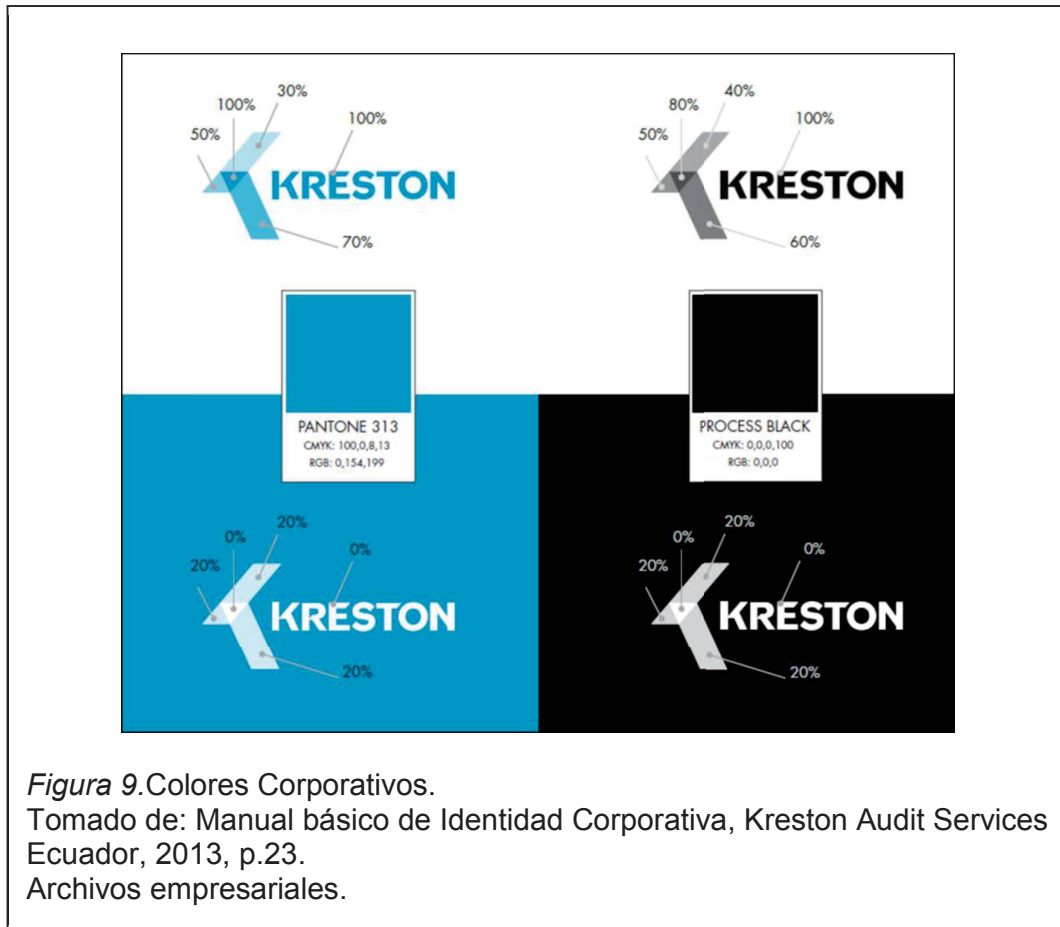 30%
100%
100%
50%
KRESTON
70%
40%
80%
100%
50%
KRESTON
60%
PANTONE 313
CMYK: 100,0,8,13
RGB: 0,154,199
PROCESS BLACK
CMYK: 0,0,0,100
RGB: 0,0,0
20%
0%
0%
20%
KRESTON
20%
20%
0%
0%
20%
KRESTON
20%
Figura 9.Colores Corporativos.
Tomado de: Manual básico de Identidad Corporativa, Kreston Audit Services
Ecuador, 2013, p.23.
Archivos empresariales.